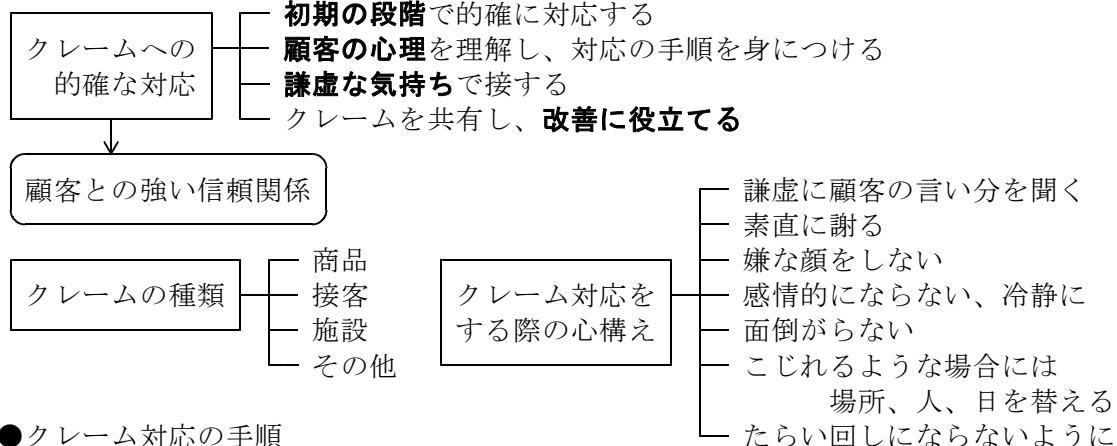 クレームへの
的確な対応
初期の段階で的確に対応する
顧客の心理を理解し、対応の手順を身につける
謙虚な気持ちで接する
クレームを共有し、改善に役立てる
顧客との強い信頼関係
クレームの種類
商品
接客
施設
その他
クレーム対応を
する際の心構え
謙虚に顧客の言い分を聞く
素直に謝る
嫌な顔をしない
感情的にならない、冷静に
面倒がらない
こじれるような場合には
場所、人、日を替える
たらい回しにならないように
●クレーム対応の手順